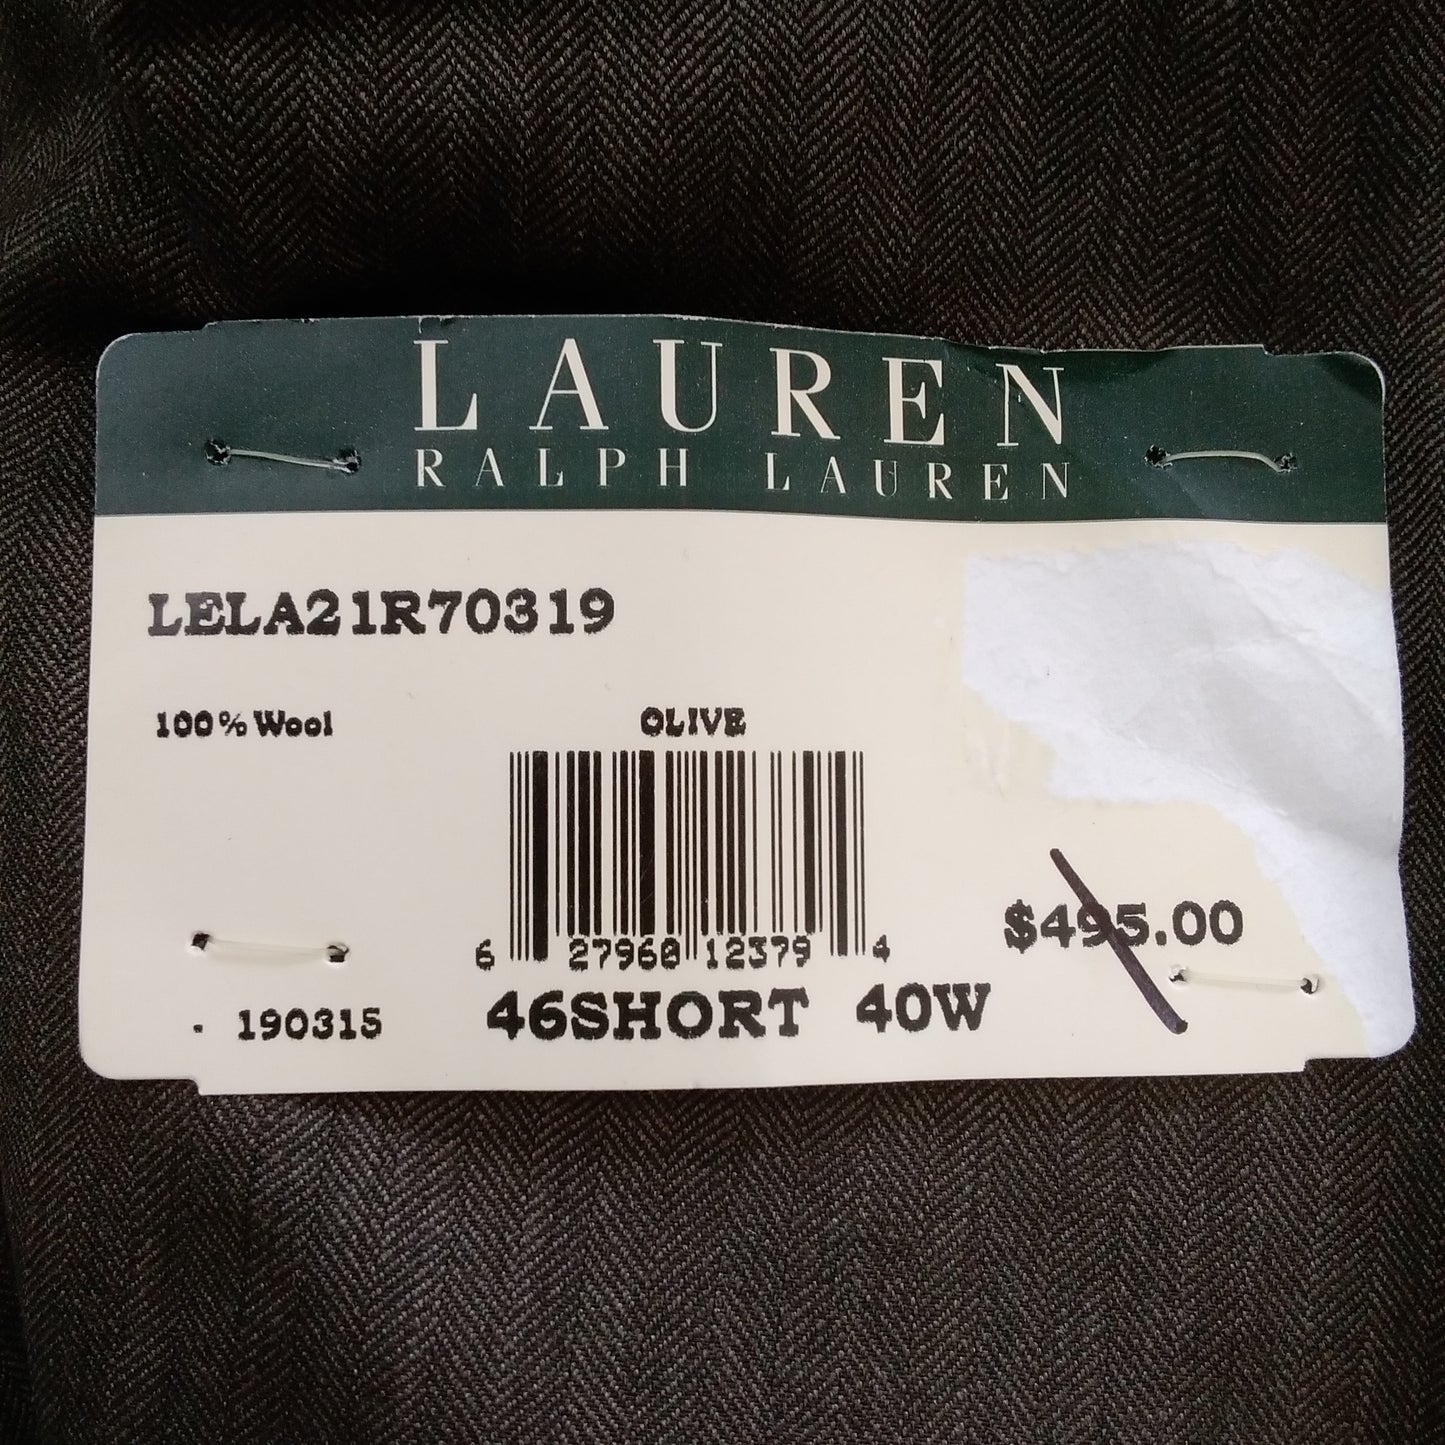 LAUREN
RALPH LAUREN
LELA21R70319
100% Wool
OLIVE
6 27960 12379 4
$495.00
46SHORT 40W
. 190315